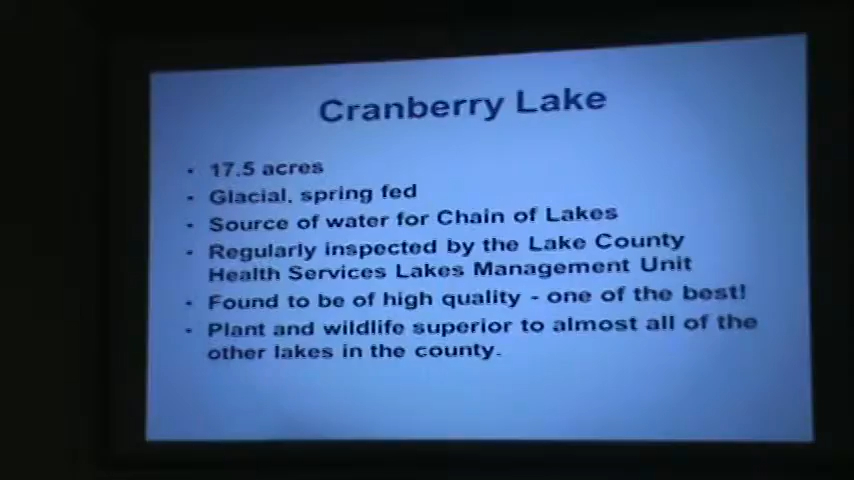 Cranberry Lake
• 17.5 acres
• Glacial, spring fed
• Source of water for Chain of Lakes
• Regularly inspected by the Lake County
Health Services Lakes Management Unit
• Found to be of high quality - one of the best!
• Plant and wildlife superior to almost all of the
other lakes in the county.